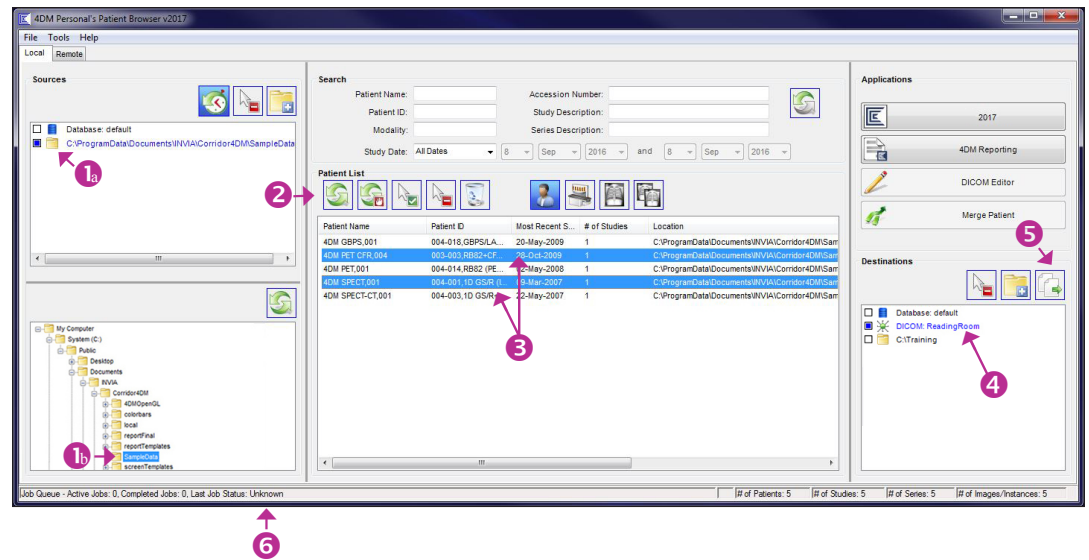 4DM Personal's Patient Browser v2017
File Tools Help
Local Remote
Sources
Database: default
C:\ProgramData\Documents\INVIA\Corridor4DM\SampleData
1a
My Computer
System (C:)
Public
Desktop
Documents
INVIA
Corridor4DM
4DMOpenGL
colorbars
local
reportFinal
reportTemplates
1b
SampleData
screenTemplates
Search
Patient Name: Accession Number:
Patient ID: Study Description:
Modality: Series Description:
Study Date: All Dates 8 Sep 2016 and 8 Sep 2016
Patient List
2
Patient Name Patient ID Most Recent S... # of Studies Location
4DM GBPS,001 004-018,GBPS/LA... 20-May-2009 1 C:\ProgramData\Documents\INVIA\Corridor4DM\Sam
4DM PET CFR,004 003-003,RB82+CF... 28-Oct-2009 1 C:\ProgramData\Documents\INVIA\Corridor4DM\Sam
4DM PET,001 004-014,RB82 (PE... -May-2008 1 C:\ProgramData\Documents\INVIA\Corridor4DM\Sam
4DM SPECT,001 004-001,1D GS/R (I... 09-Mar-2007 1 C:\ProgramData\Documents\INVIA\Corridor4DM\Sam
4DM SPECT-CT,001 004-003,1D GS/R 22-May-2007 1 C:\ProgramData\Documents\INVIA\Corridor4DM\Sam
3
Applications
2017
4DM Reporting
DICOM Editor
Merge Patient
5
Destinations
Database: default
DICOM: ReadingRoom
C:\Training
4
Job Queue - Active Jobs: 0, Completed Jobs: 0, Last Job Status: Unknown
# of Patients: 5 # of Studies: 5 # of Series: 5 # of Images/Instances: 5
6